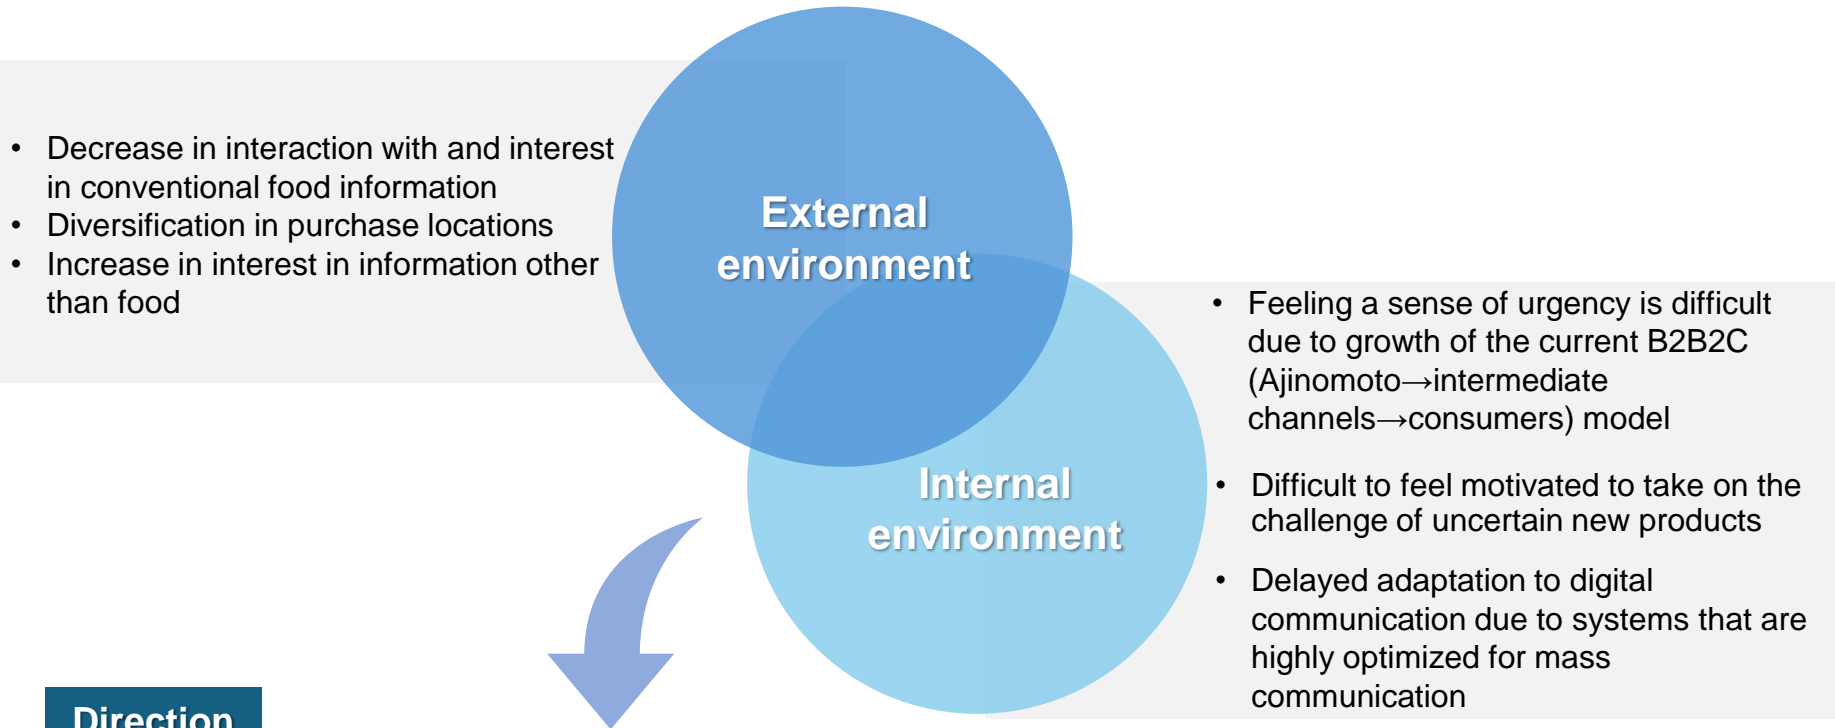 • Decrease in interaction with and interest
in conventional food information
• Diversification in purchase locations
• Increase in interest in information other
than food
External
environment
• Feeling a sense of urgency is difficult
due to growth of the current B2B2C
(Ajinomoto→intermediate
channels→consumers) model
Internal
environment
• Difficult to feel motivated to take on the
challenge of uncertain new products
• Delayed adaptation to digital
communication due to systems that are
highly optimized for mass
communication
Direction